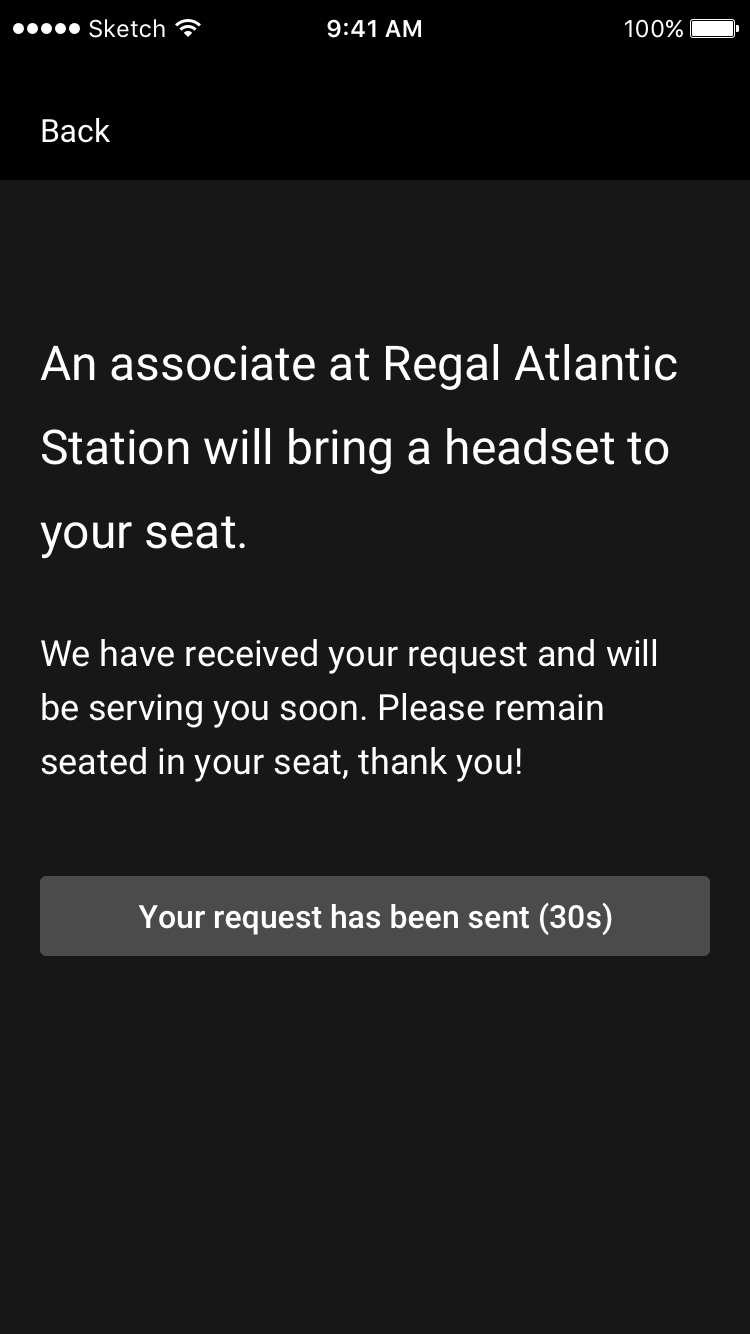 Sketch 9:41 AM 100%
Back
An associate at Regal Atlantic
Station will bring a headset to
your seat.
We have received your request and will
be serving you soon. Please remain
seated in your seat, thank you!
Your request has been sent (30s)